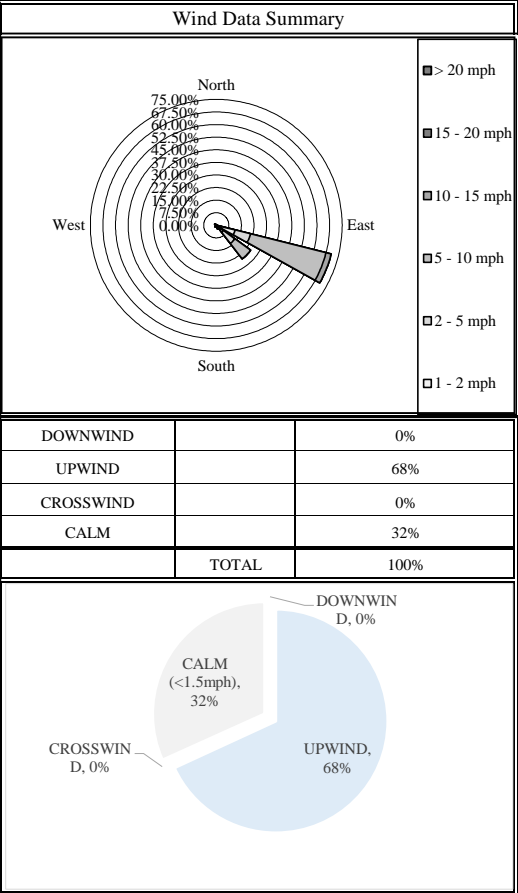 Wind Data Summary
North
75.00%
67.50%
60.00%
52.50%
45.00%
37.50%
30.00%
22.50%
15.00%
7.50%
0.00%
West
East
South
> 20 mph
15 - 20 mph
10 - 15 mph
5 - 10 mph
2 - 5 mph
1 - 2 mph
DOWNWIND 0%
UPWIND 68%
CROSSWIND 0%
CALM 32%
TOTAL 100%
DOWNWIN
D, 0%
CALM
(<1.5mph),
32%
CROSSWIN
D, 0%
UPWIND,
68%